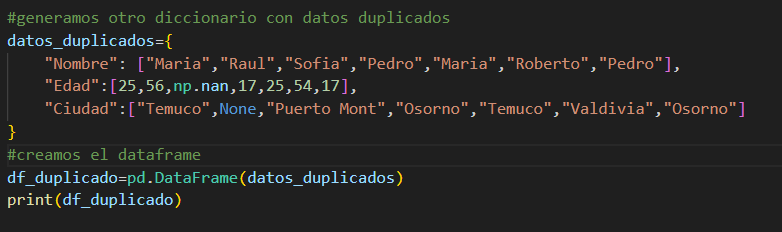 #generamos otro diccionario con datos duplicados
datos_duplicados={
    "Nombre": ["Maria","Raul","Sofia","Pedro","Maria","Roberto","Pedro"],
    "Edad":[25,56,np.nan,17,25,54,17],
    "Ciudad":["Temuco",None,"Puerto Mont","Osorno","Temuco","Valdivia","Osorno"]
}
#creamos el dataframe
df_duplicado=pd.DataFrame(datos_duplicados)
print(df_duplicado)